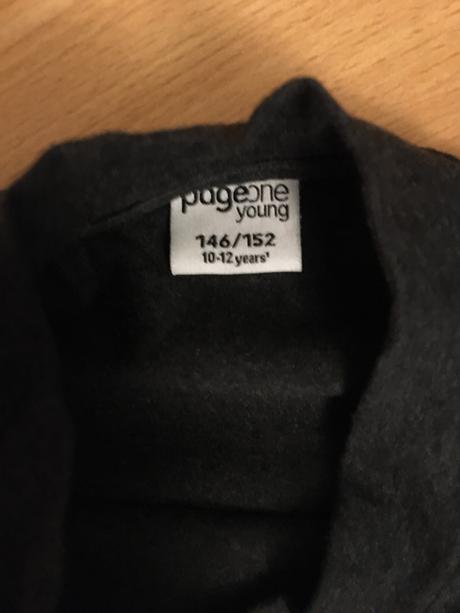 pageone
young
146/152
10-12 years¹